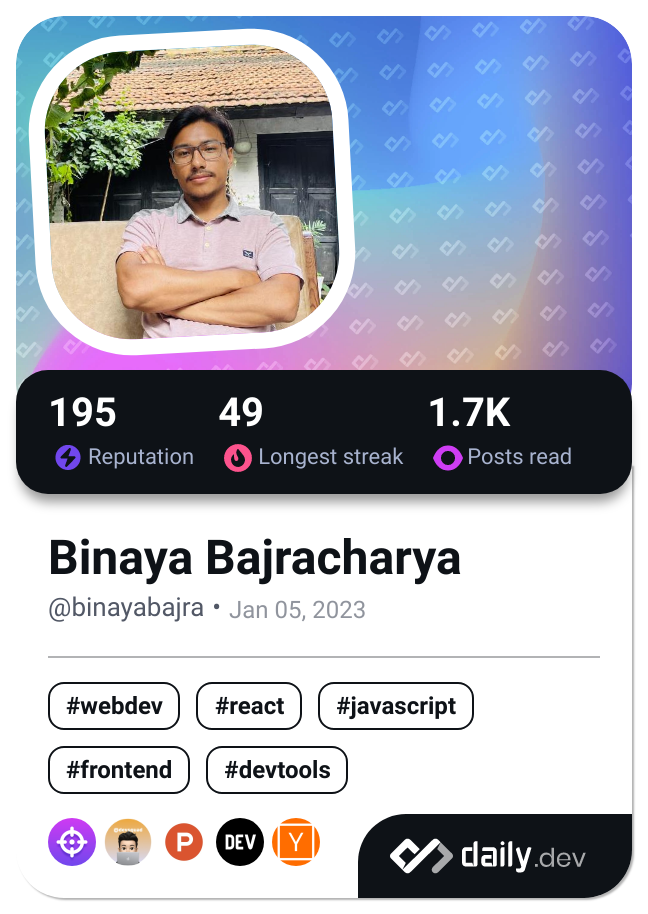 195 49 1.7K
Reputation Longest streak Posts read
Binaya Bajracharya
@binayabajra • Jan 05, 2023
#webdev #react #javascript
#frontend #devtools
P DEV Y
daily.dev